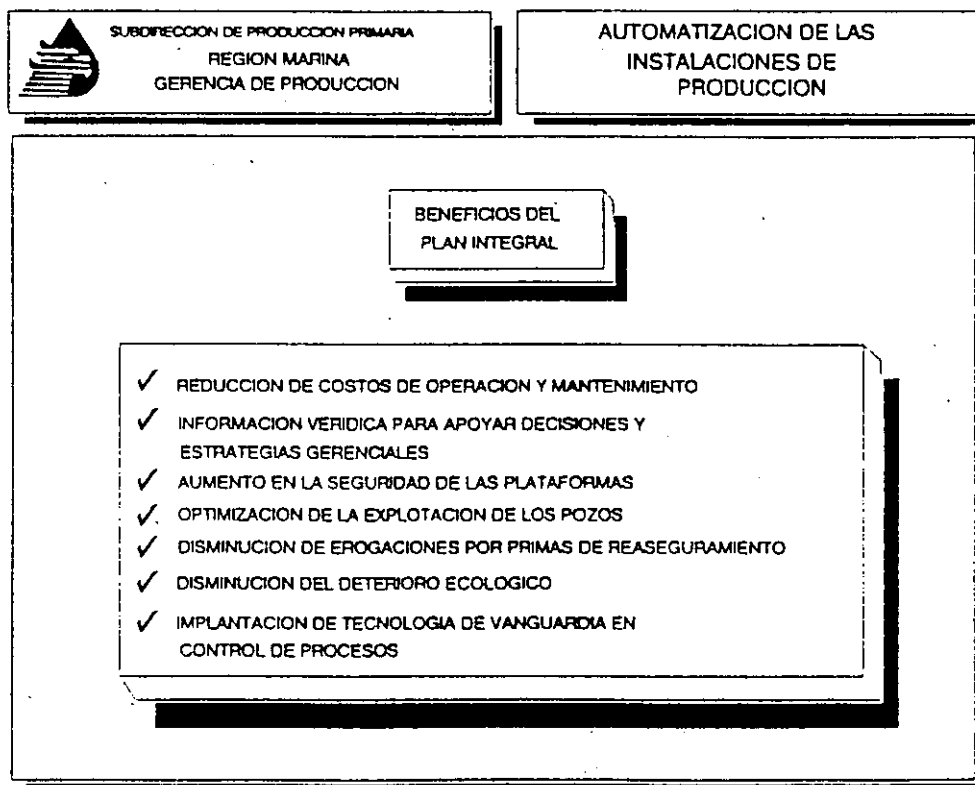 SUBDIRECCION DE PRODUCCION PRIMARIA
REGION MARINA
GERENCIA DE PRODUCCION
AUTOMATIZACION DE LAS
INSTALACIONES DE
PRODUCCION
BENEFICIOS DEL
PLAN INTEGRAL
✓ REDUCCION DE COSTOS DE OPERACION Y MANTENIMIENTO
✓ INFORMACION VERIDICA PARA APOYAR DECISIONES Y
ESTRATEGIAS GERENCIALES
✓ AUMENTO EN LA SEGURIDAD DE LAS PLATAFORMAS
✓ OPTIMIZACION DE LA EXPLOTACION DE LOS POZOS
✓ DISMINUCION DE EROGACIONES POR PRIMAS DE REASEGURAMIENTO
✓ DISMINUCION DEL DETERIORO ECOLOGICO
✓ IMPLANTACION DE TECNOLOGIA DE VANGUARDIA EN
CONTROL DE PROCESOS